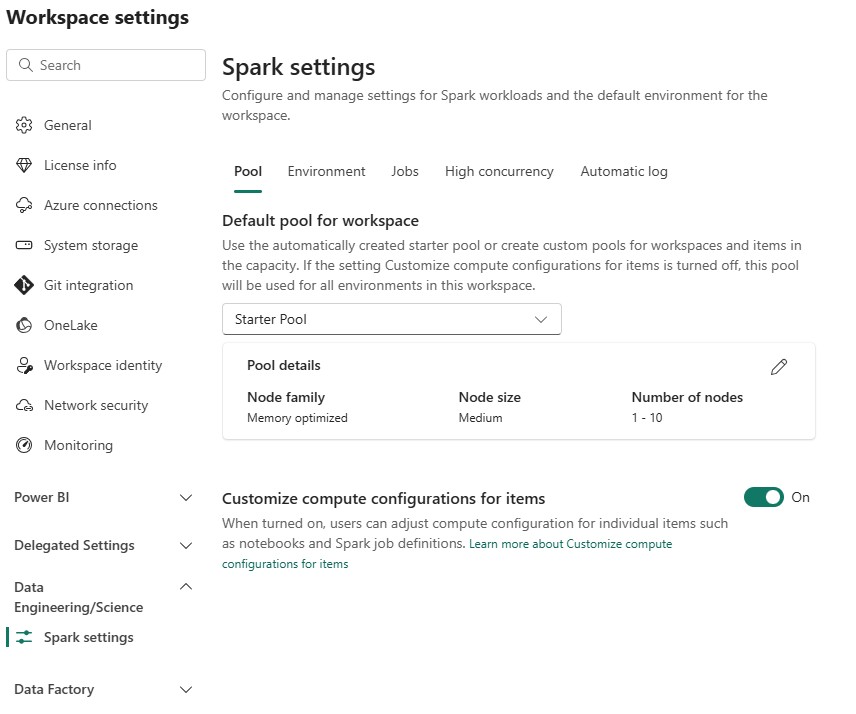 Workspace settings
Search
General
License info
Azure connections
System storage
Git integration
OneLake
Workspace identity
Network security
Monitoring
Power BI
Delegated Settings
Data
Engineering/Science
Spark settings
Data Factory
Spark settings
Configure and manage settings for Spark workloads and the default environment for the
workspace.
Pool Environment Jobs High concurrency Automatic log
Default pool for workspace
Use the automatically created starter pool or create custom pools for workspaces and items in
the capacity. If the setting Customize compute configurations for items is turned off, this pool
will be used for all environments in this workspace.
Starter Pool
Pool details
Node family Node size Number of nodes
Memory optimized Medium 1 - 10
Customize compute configurations for items On
When turned on, users can adjust compute configuration for individual items such
as notebooks and Spark job definitions. Learn more about Customize compute
configurations for items